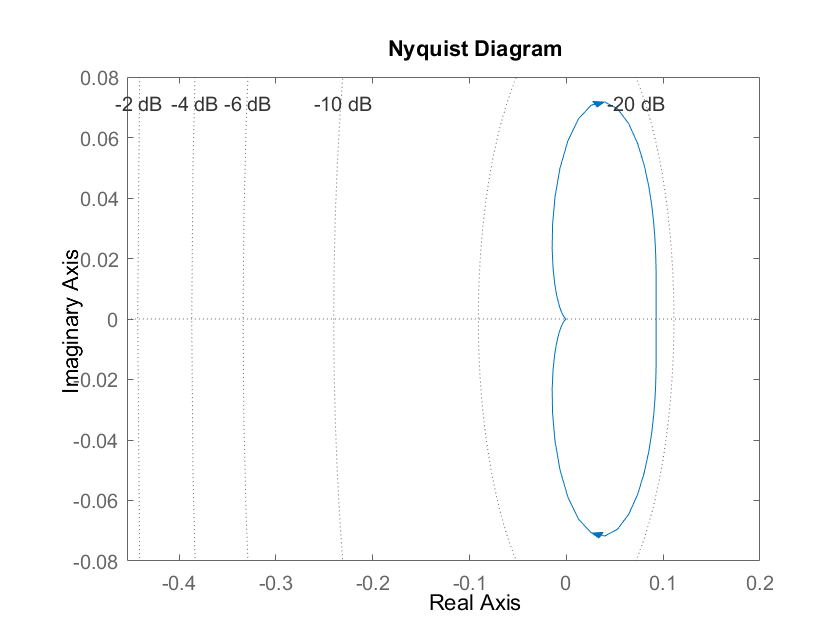 Nyquist Diagram
-2 dB -4 dB -6 dB -10 dB -20 dB
0.08
0.06
0.04
0.02
0
-0.02
-0.04
-0.06
-0.08
Imaginary Axis
-0.4 -0.3 -0.2 -0.1 0 0.1 0.2
Real Axis